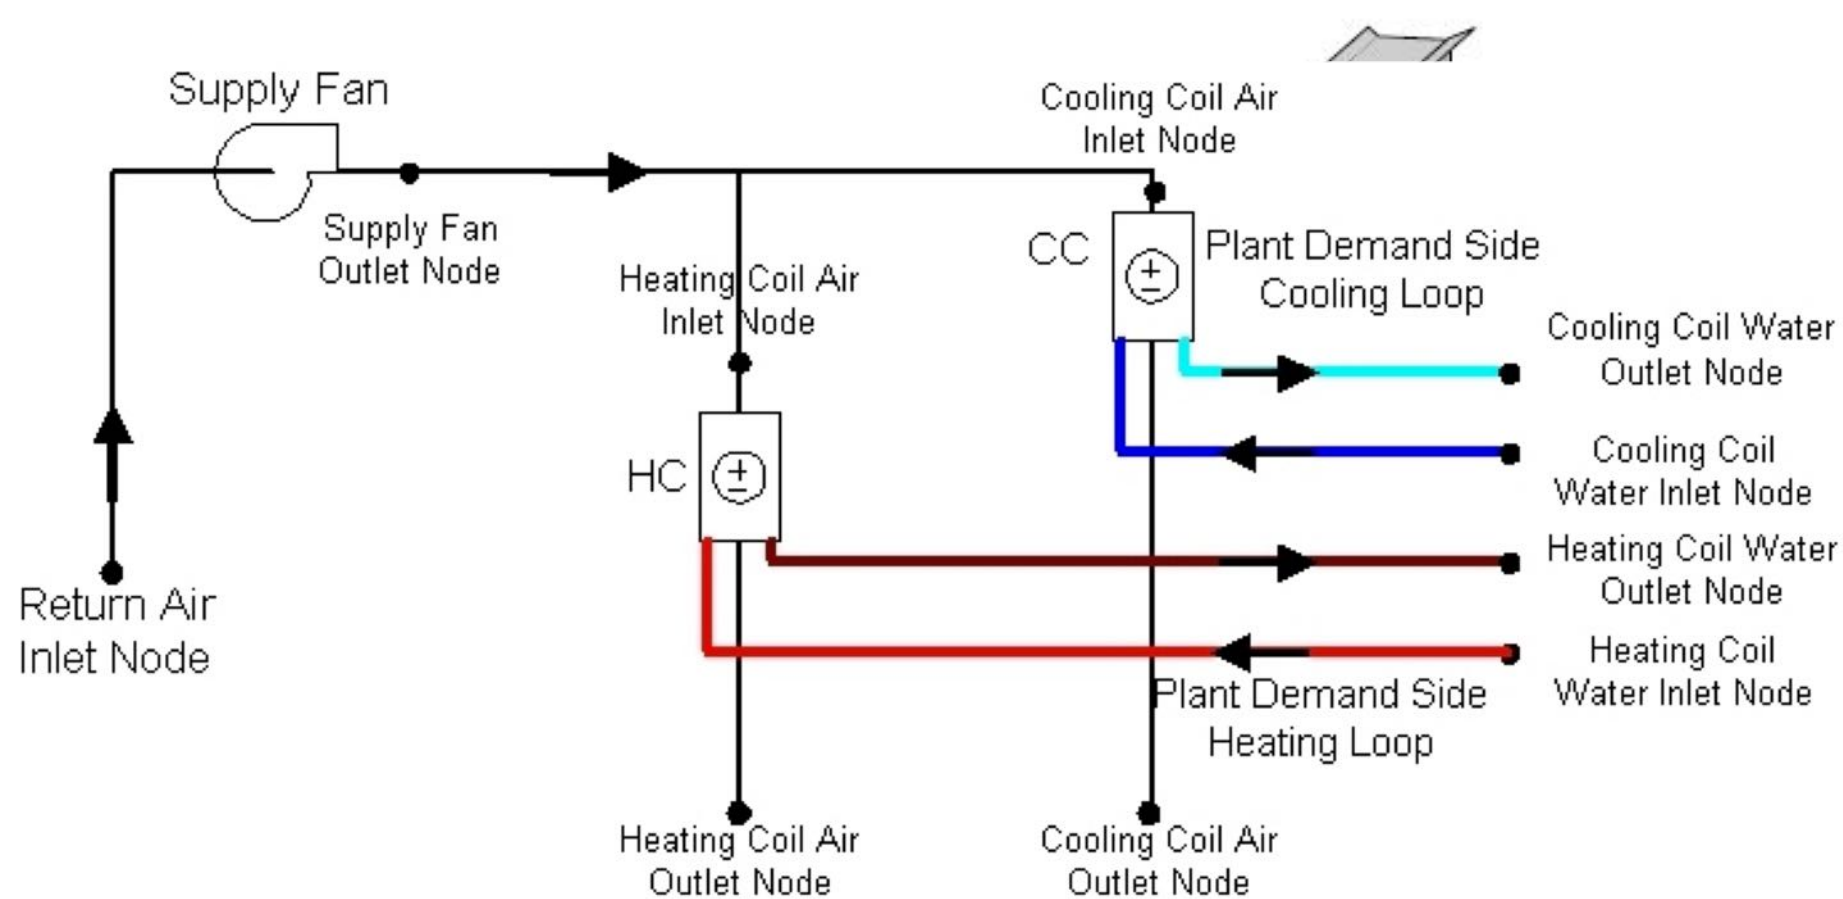 Supply Fan
Supply Fan
Outlet Node
Return Air
Inlet Node
Heating Coil Air
Inlet Node
HC
Heating Coil Air
Outlet Node
Cooling Coil Air
Inlet Node
CC
Plant Demand Side
Cooling Loop
Cooling Coil Water
Outlet Node
Cooling Coil
Water Inlet Node
Heating Coil Water
Outlet Node
Heating Coil
Water Inlet Node
Plant Demand Side
Heating Loop
Cooling Coil Air
Outlet Node